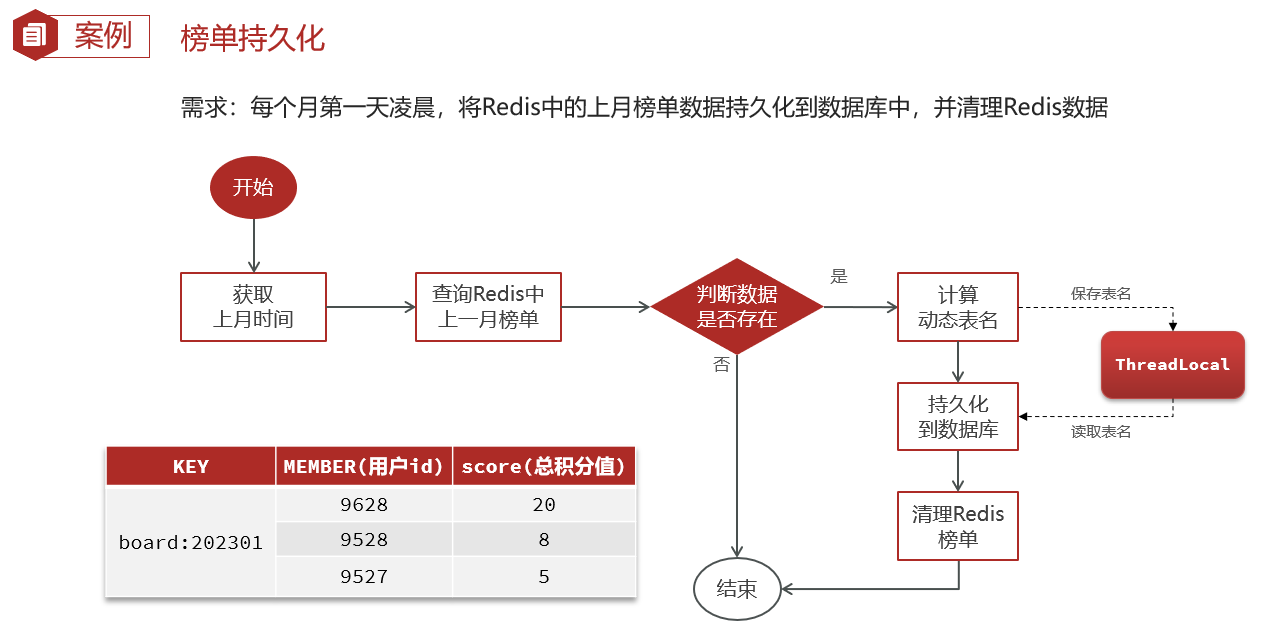 案例
榜单持久化
需求：每个月第一天凌晨，将Redis中的上月榜单数据持久化到数据库中，并清理Redis数据
开始
获取
上月时间
查询Redis中
上一月榜单
判断数据
是否存在
是
否
计算
动态表名
保存表名
ThreadLocal
读取表名
持久化
到数据库
清理Redis
榜单
结束
KEY MEMBER(用户id) score(总积分值)
board:202301
9628 20
9528 8
9527 5